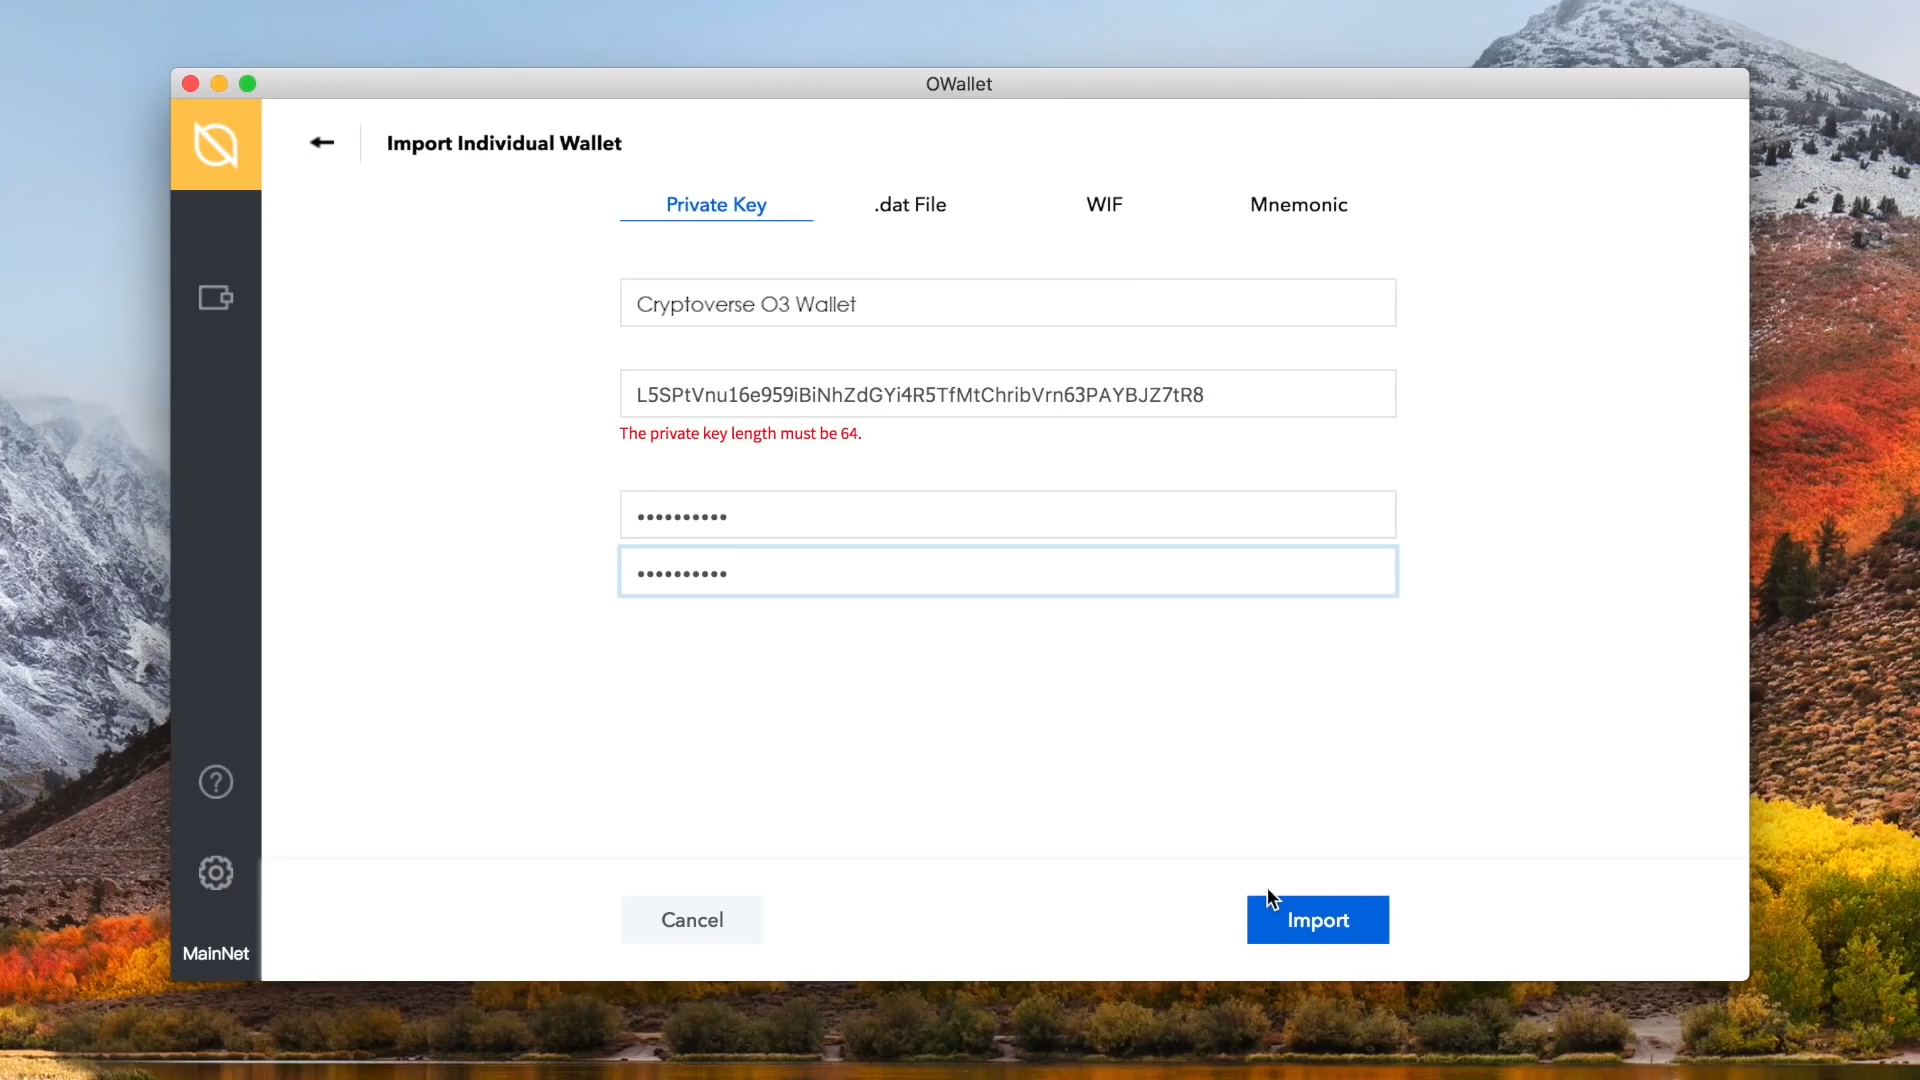 OWallet
Import Individual Wallet
Private Key
.dat File
WIF
Mnemonic
Cryptoverse O3 Wallet
L5SPtVnu16e959iBiNhZdGYi4R5TfMtChribVrn63PAYBJZ7tR8
The private key length must be 64.
Cancel
Import
MainNet